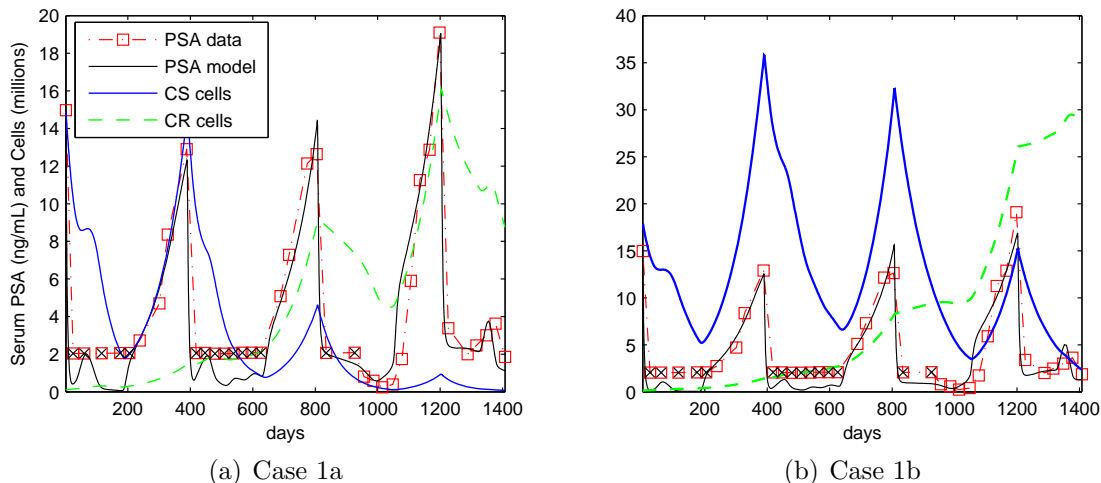 Serum PSA (ng/mL) and Cells (millions)
20
18
16
14
12
10
8
6
4
2
0
PSA data
PSA model
CS cells
CR cells
200 400 600 800 1000 1200 1400
days
(a) Case 1a
40
35
30
25
20
15
10
5
0
200 400 600 800 1000 1200 1400
days
(b) Case 1b